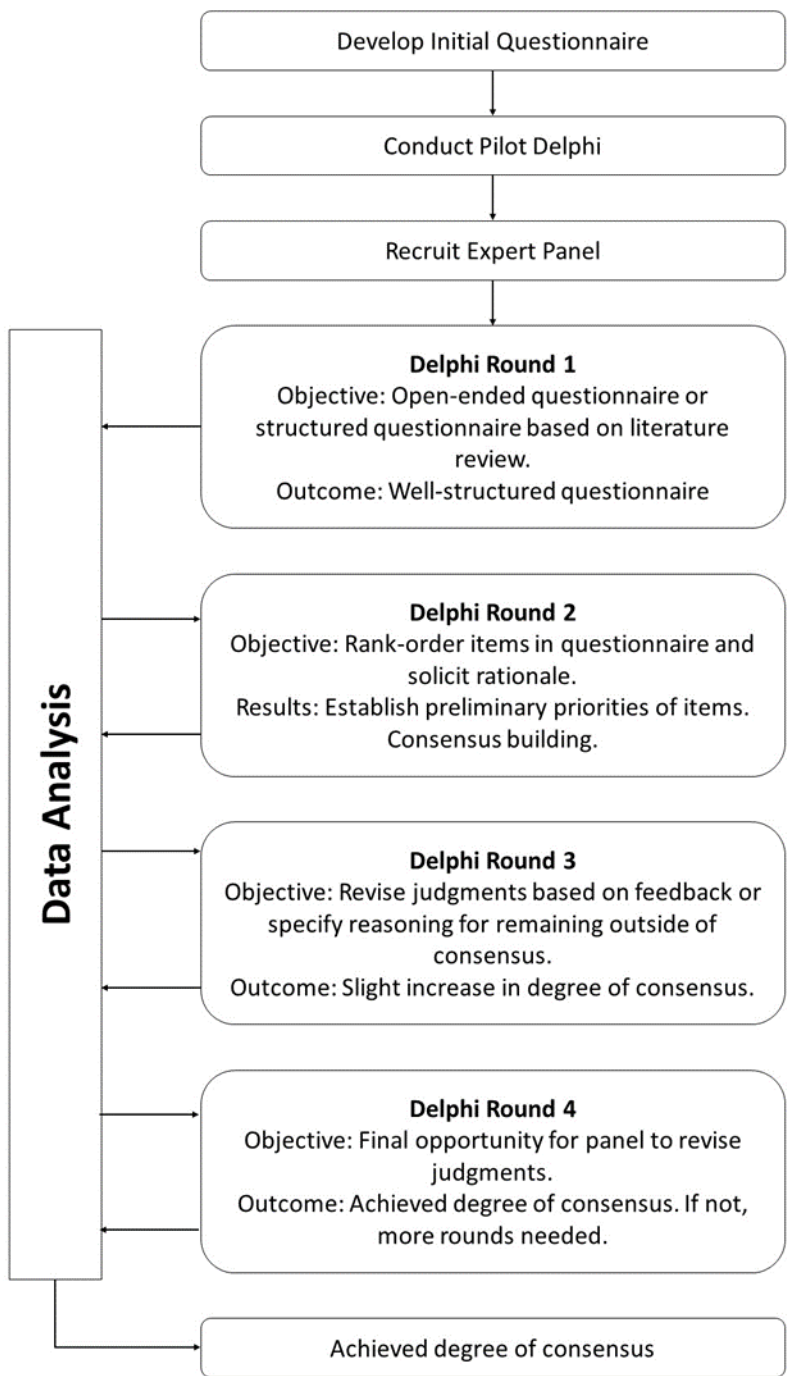 Develop Initial Questionnaire
Conduct Pilot Delphi
Recruit Expert Panel
Delphi Round 1
Objective: Open-ended questionnaire or
structured questionnaire based on literature
review.
Outcome: Well-structured questionnaire
Delphi Round 2
Objective: Rank-order items in questionnaire and
solicit rationale.
Results: Establish preliminary priorities of items.
Consensus building.
Data Analysis
Delphi Round 3
Objective: Revise judgments based on feedback or
specify reasoning for remaining outside of
consensus.
Outcome: Slight increase in degree of consensus.
Delphi Round 4
Objective: Final opportunity for panel to revise
judgments.
Outcome: Achieved degree of consensus. If not,
more rounds needed.
Achieved degree of consensus